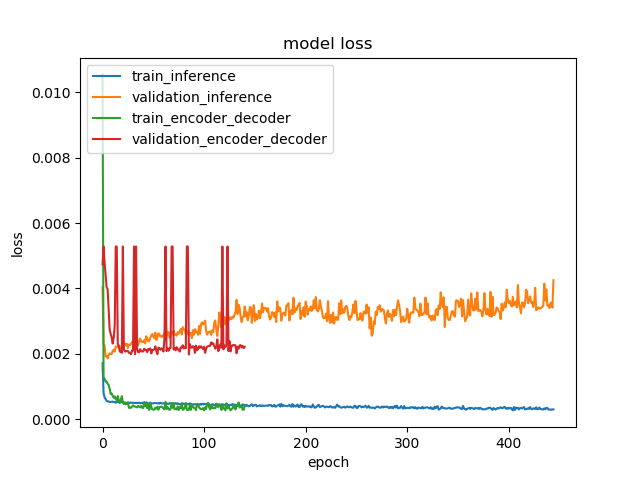 model loss
train_inference
validation_inference
train_encoder_decoder
validation_encoder_decoder
0.010
0.008
0.006
0.004
0.002
0.000
loss
0 100 200 300 400
epoch